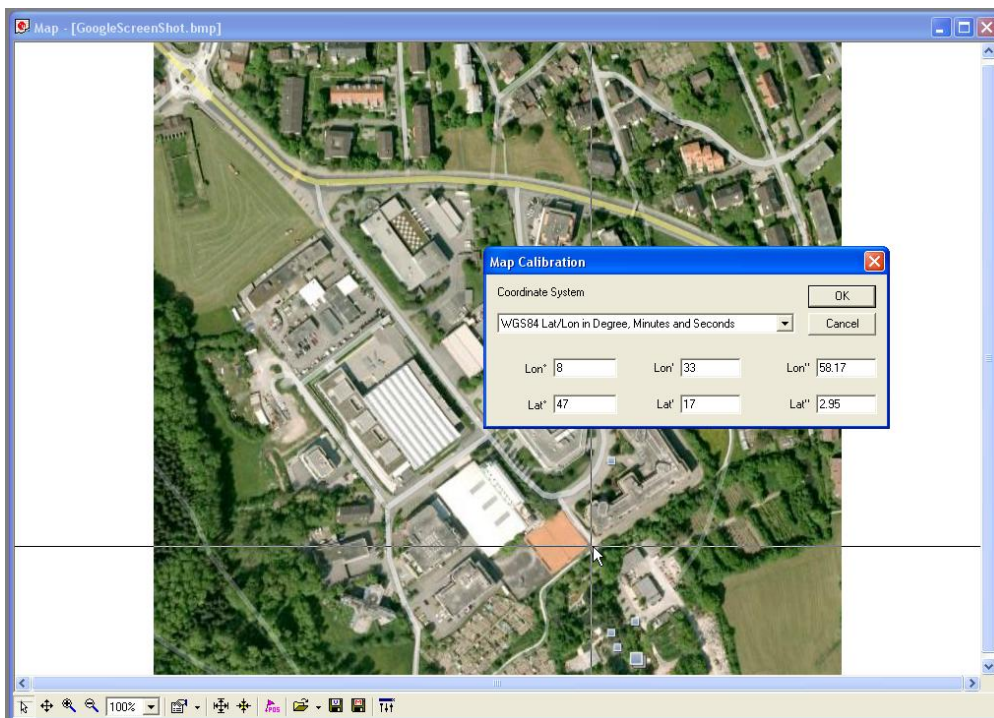 Map - [GoogleScreenShot.bmp]
Map Calibration
Coordinate System
OK
WGS84 Lat/Lon in Degree, Minutes and Seconds
Cancel
Lon° 8 Lon' 33 Lon'' 58.17
Lat° 47 Lat' 17 Lat'' 2.95
100%
POS